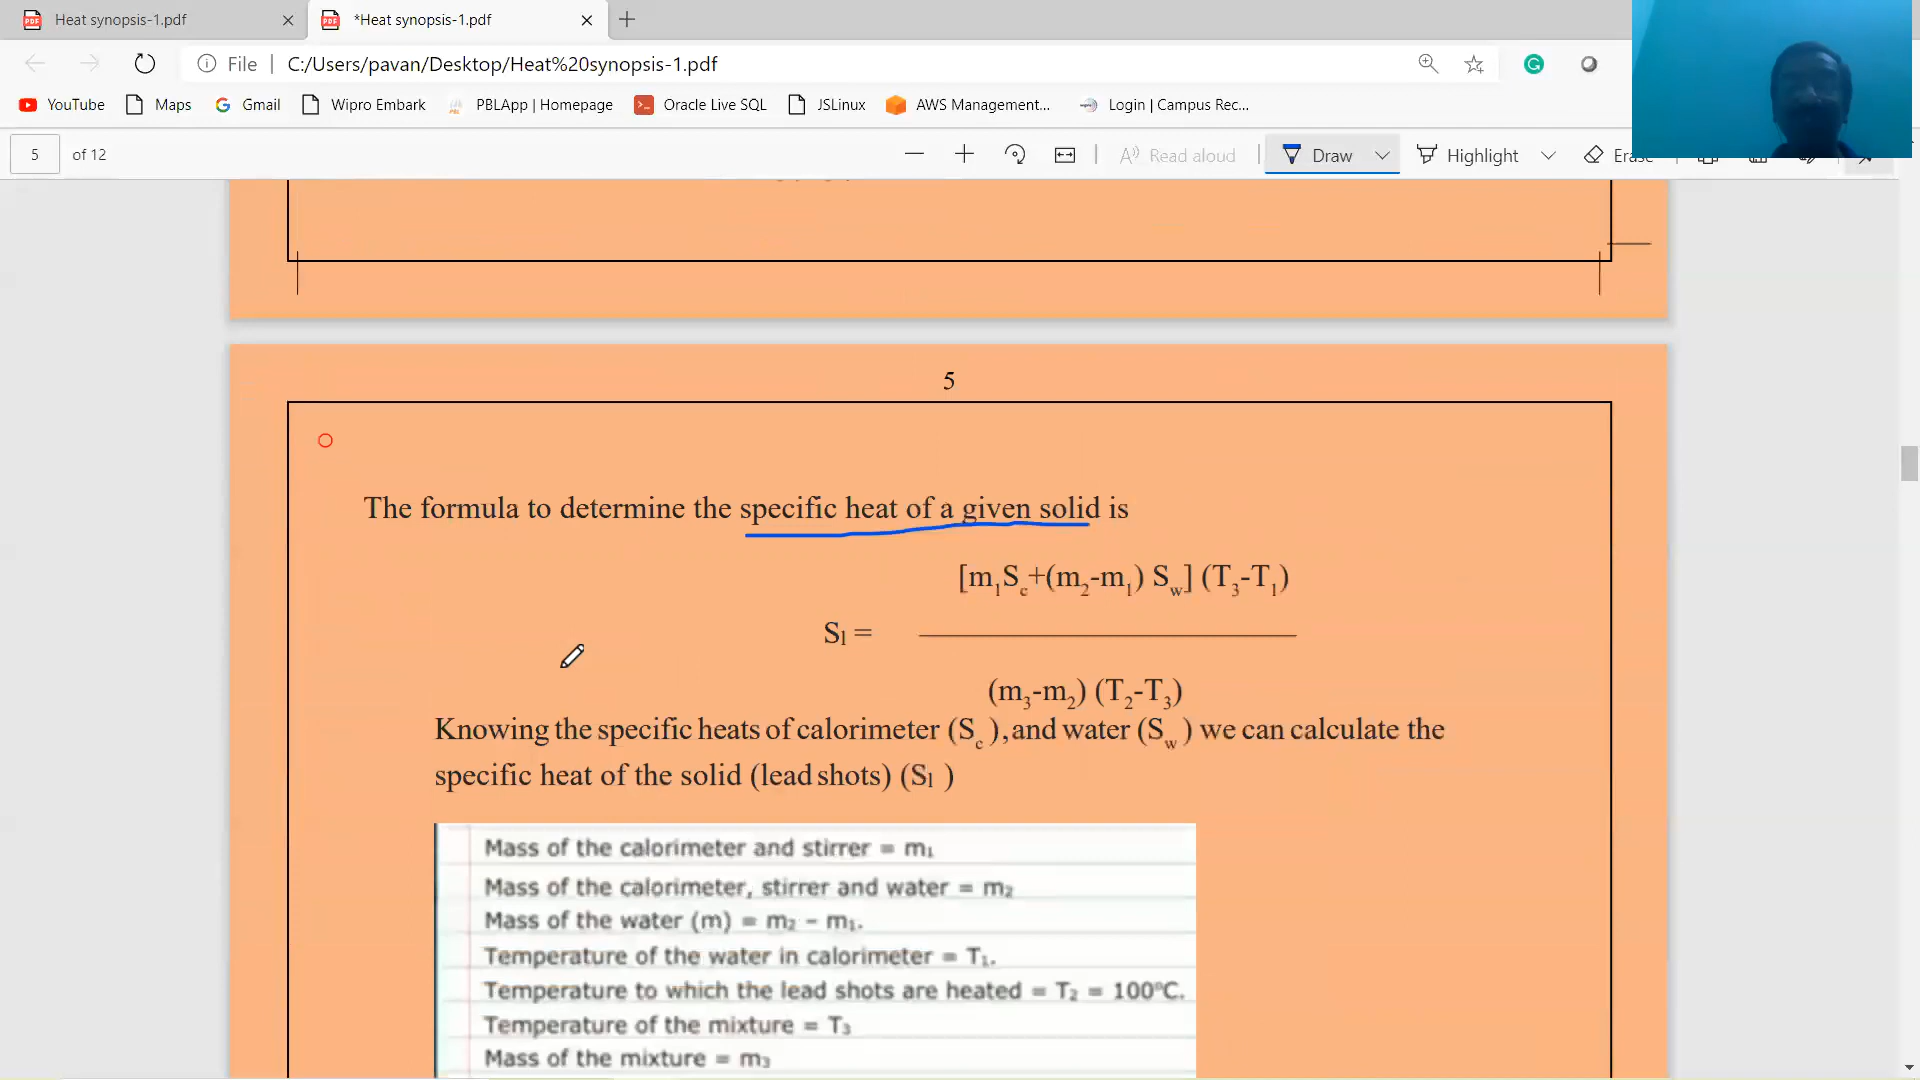 Heat synopsis-1.pdf
*Heat synopsis-1.pdf
File
C:/Users/pavan/Desktop/Heat%20synopsis-1.pdf
YouTube
Maps
Gmail
Wipro Embark
PBLApp | Homepage
Oracle Live SQL
JSLinux
AWS Management...
Login | Campus Rec...
5 of 12
Read aloud
Draw
Highlight
5
The formula to determine the specific heat of a given solid is
[m₁S꜀+(m₂-m₁) Sw] (T₃-T₁)
Sl =
(m₃-m₂) (T₂-T₃)
Knowing the specific heats of calorimeter (Sc ),and water (Sw ) we can calculate the
specific heat of the solid (lead shots) (Sl )
Mass of the calorimeter and stirrer = m₁
Mass of the calorimeter, stirrer and water = m₂
Mass of the water (m) = m₂ - m₁.
Temperature of the water in calorimeter = T₁.
Temperature to which the lead shots are heated = T₂ = 100°C.
Temperature of the mixture = T₃
Mass of the mixture = m₃